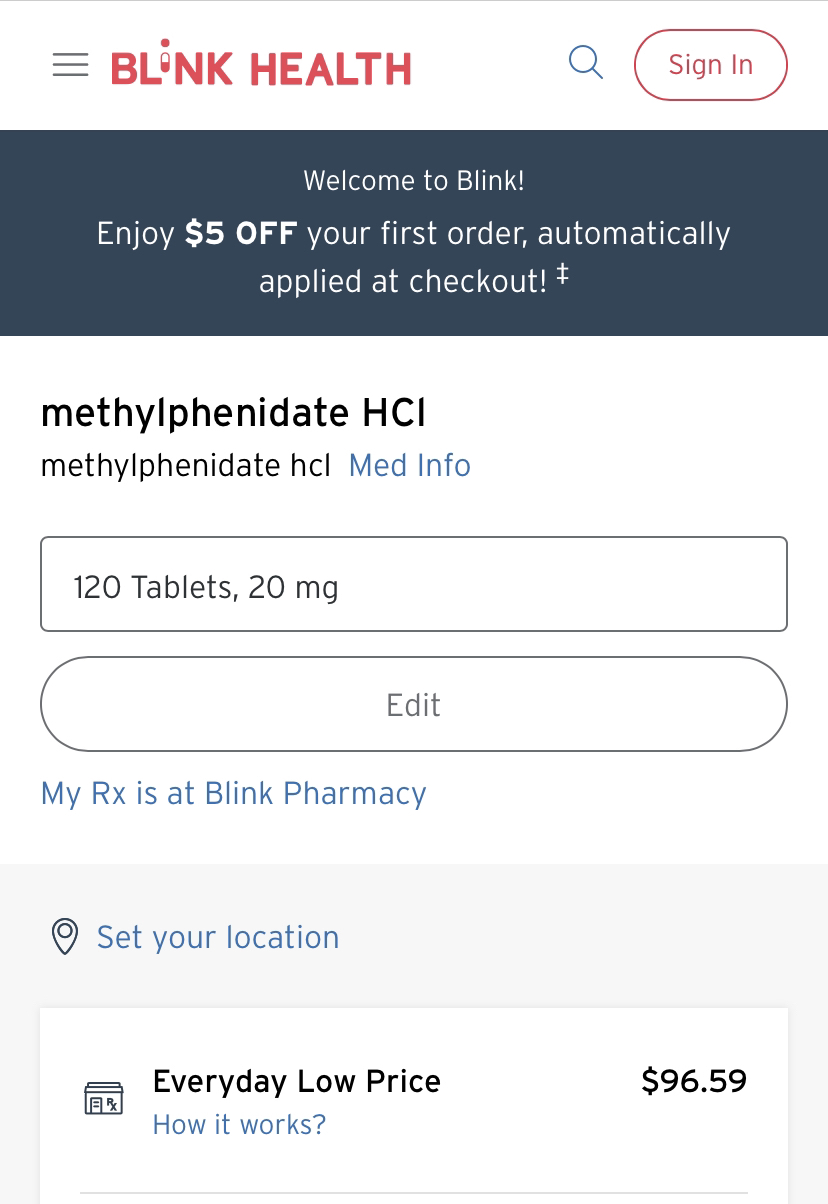 BLINK HEALTH
Sign In
Welcome to Blink!
Enjoy $5 OFF your first order, automatically
applied at checkout! ‡
methylphenidate HCl
methylphenidate hcl Med Info
120 Tablets, 20 mg
Edit
My Rx is at Blink Pharmacy
Set your location
Everyday Low Price $96.59
How it works?